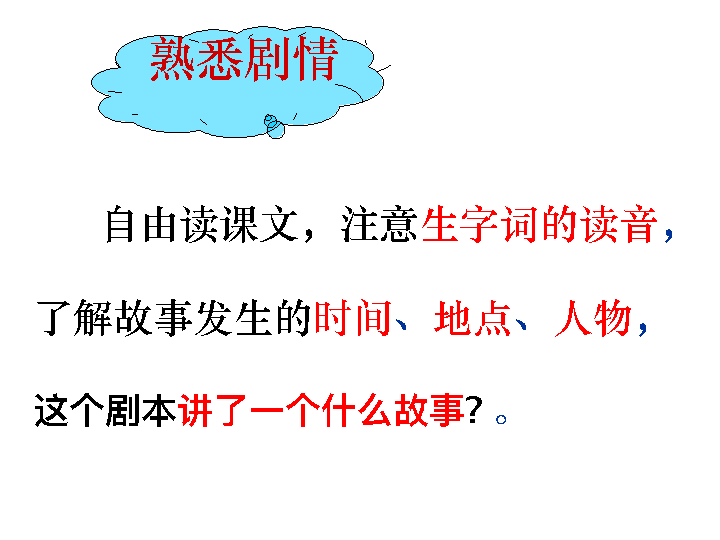 熟悉剧情
自由读课文，注意生字词的读音，
了解故事发生的时间、地点、人物，
这个剧本讲了一个什么故事？。